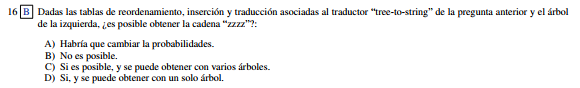 16 B Dadas las tablas de reordenamiento, inserción y traducción asociadas al traductor “tree-to-string” de la pregunta anterior y el árbol
de la izquierda, ¿es posible obtener la cadena “zzzz”?:
A) Habría que cambiar la probabilidades.
B) No es posible.
C) Si es posible, y se puede obtener con varios árboles.
D) Si, y se puede obtener con un solo árbol.